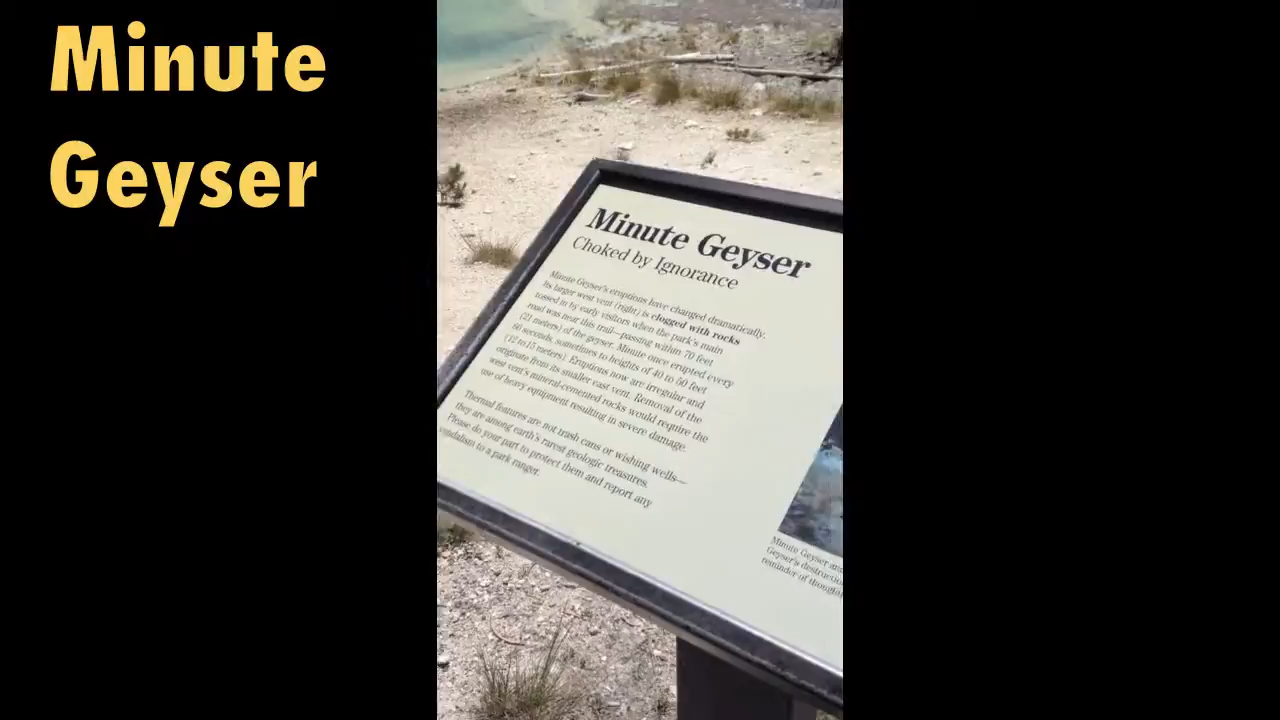 Minute
Geyser
Minute Geyser
Choked by Ignorance
Minute Geyser's eruptions have changed dramatically.
Its larger west vent (right) is clogged with rocks
tossed in by early visitors when the park's main
road was near this trail—passing within 70 feet
(21 meters) of the geyser. Minute once erupted every
60 seconds, sometimes to heights of 40 to 50 feet
(12 to 15 meters). Eruptions now are irregular and
originate from its smaller east vent. Removal of the
west vent's mineral-cemented rocks would require the
use of heavy equipment resulting in severe damage.
Thermal features are not trash cans or wishing wells—
they are among earth's rarest geologic treasures.
Please do your part to protect them and report any
vandalism to a park ranger.
Minute Geyser and
Geyser's destructio
reminder of though